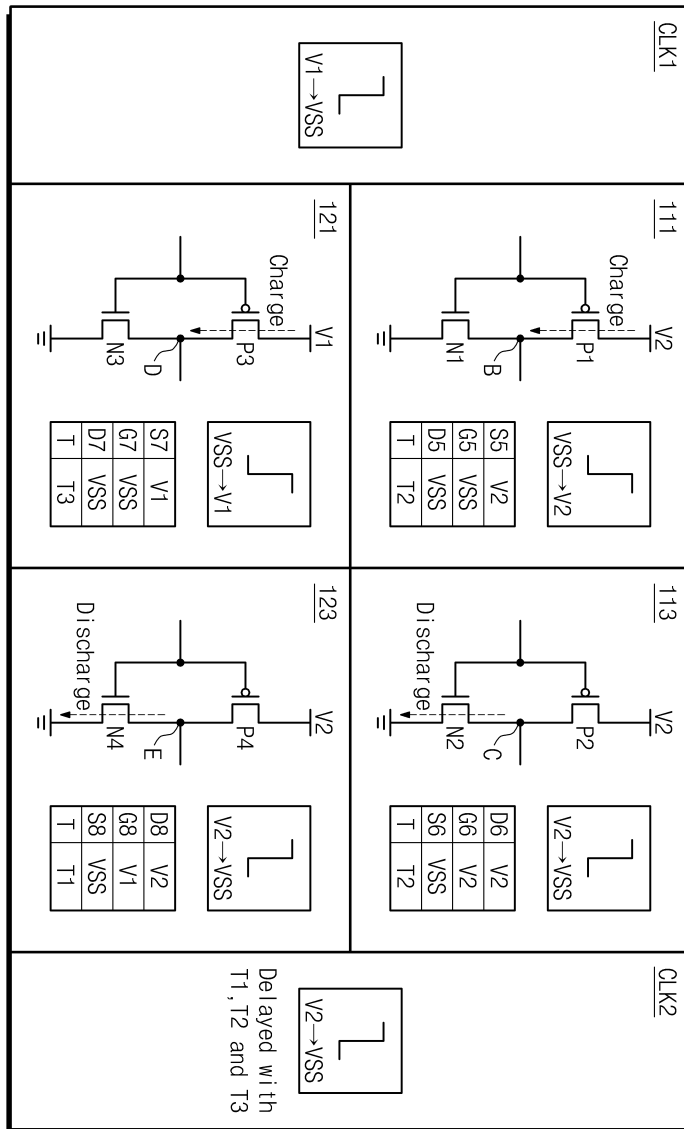 CLK1
V1→VSS
111
Charge
V2
P1
B
N1
VSS→V2
S5 V2
G5 VSS
D5 VSS
T T2
113
V2
P2
C
N2
Discharge
V2→VSS
D6 V2
G6 V2
S6 VSS
T T2
121
Charge
V1
P3
D
N3
VSS→V1
S7 V1
G7 VSS
D7 VSS
T T3
123
V2
P4
E
N4
Discharge
V2→VSS
D8 V2
G8 V1
S8 VSS
T T1
CLK2
V2→VSS
Delayed with
T1, T2 and T3